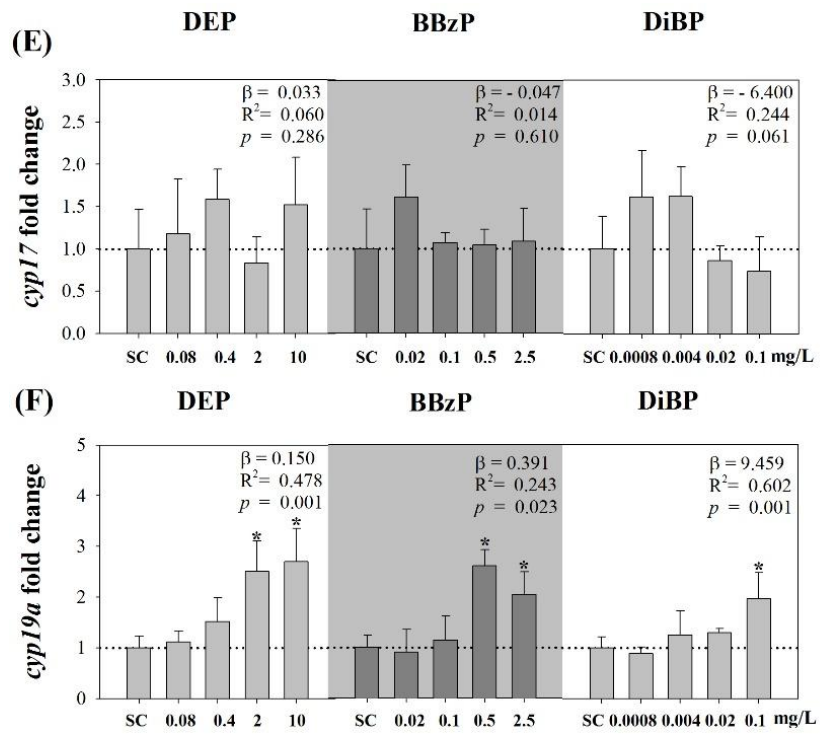 (E)
DEP BBzP DiBP
cyp17 fold change
3.0
2.5
2.0
1.5
1.0
0.5
0.0
β = 0.033
R²= 0.060
p = 0.286
β = - 0.047
R²= 0.014
p = 0.610
β = - 6.400
R²= 0.244
p = 0.061
SC 0.08 0.4 2 10 SC 0.02 0.1 0.5 2.5 SC 0.0008 0.004 0.02 0.1 mg/L
(F)
DEP BBzP DiBP
cyp19a fold change
5
4
3
2
1
0
β = 0.150
R²= 0.478
p = 0.001
β = 0.391
R²= 0.243
p = 0.023
β = 9.459
R²= 0.602
p = 0.001
* * * * *
SC 0.08 0.4 2 10 SC 0.02 0.1 0.5 2.5 SC 0.0008 0.004 0.02 0.1 mg/L